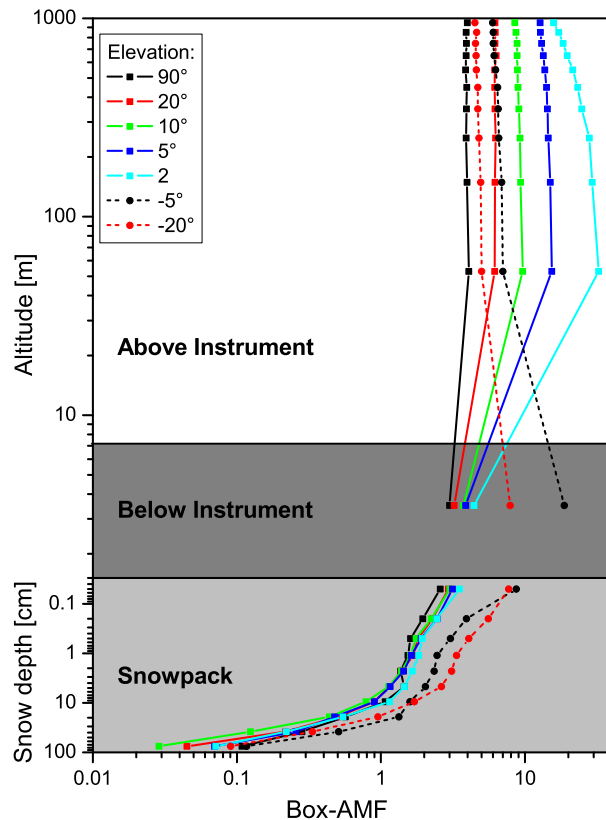 1000
Elevation:
90°
20°
10°
5°
2
-5°
-20°
100
Altitude [m]
Above Instrument
10
Below Instrument
0.1
1
Snowpack
10
100
Snow depth [cm]
0.01
0.1
1
10
Box-AMF